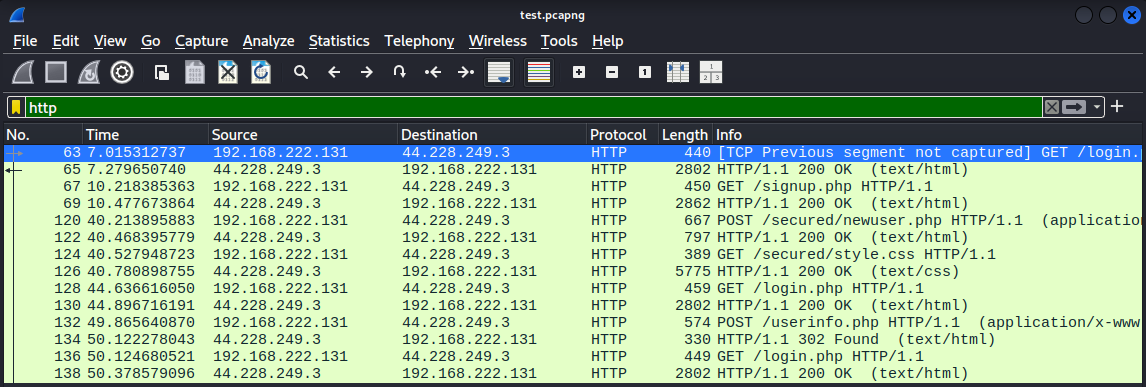 test.pcapng
File Edit View Go Capture Analyze Statistics Telephony Wireless Tools Help
http
No. Time Source Destination Protocol Length Info
63 7.015312737 192.168.222.131 44.228.249.3 HTTP 440 [TCP Previous segment not captured] GET /login.
65 7.279650740 44.228.249.3 192.168.222.131 HTTP 2802 HTTP/1.1 200 OK (text/html)
67 10.218385363 192.168.222.131 44.228.249.3 HTTP 450 GET /signup.php HTTP/1.1
69 10.477673864 44.228.249.3 192.168.222.131 HTTP 2862 HTTP/1.1 200 OK (text/html)
120 40.213895883 192.168.222.131 44.228.249.3 HTTP 667 POST /secured/newuser.php HTTP/1.1 (application
122 40.468395779 44.228.249.3 192.168.222.131 HTTP 797 HTTP/1.1 200 OK (text/html)
124 40.527948723 192.168.222.131 44.228.249.3 HTTP 389 GET /secured/style.css HTTP/1.1
126 40.780898755 44.228.249.3 192.168.222.131 HTTP 5775 HTTP/1.1 200 OK (text/css)
128 44.636616050 192.168.222.131 44.228.249.3 HTTP 459 GET /login.php HTTP/1.1
130 44.896716191 44.228.249.3 192.168.222.131 HTTP 2802 HTTP/1.1 200 OK (text/html)
132 49.865640870 192.168.222.131 44.228.249.3 HTTP 574 POST /userinfo.php HTTP/1.1 (application/x-www
134 50.122278043 44.228.249.3 192.168.222.131 HTTP 330 HTTP/1.1 302 Found (text/html)
136 50.124680521 192.168.222.131 44.228.249.3 HTTP 449 GET /login.php HTTP/1.1
138 50.378579096 44.228.249.3 192.168.222.131 HTTP 2802 HTTP/1.1 200 OK (text/html)